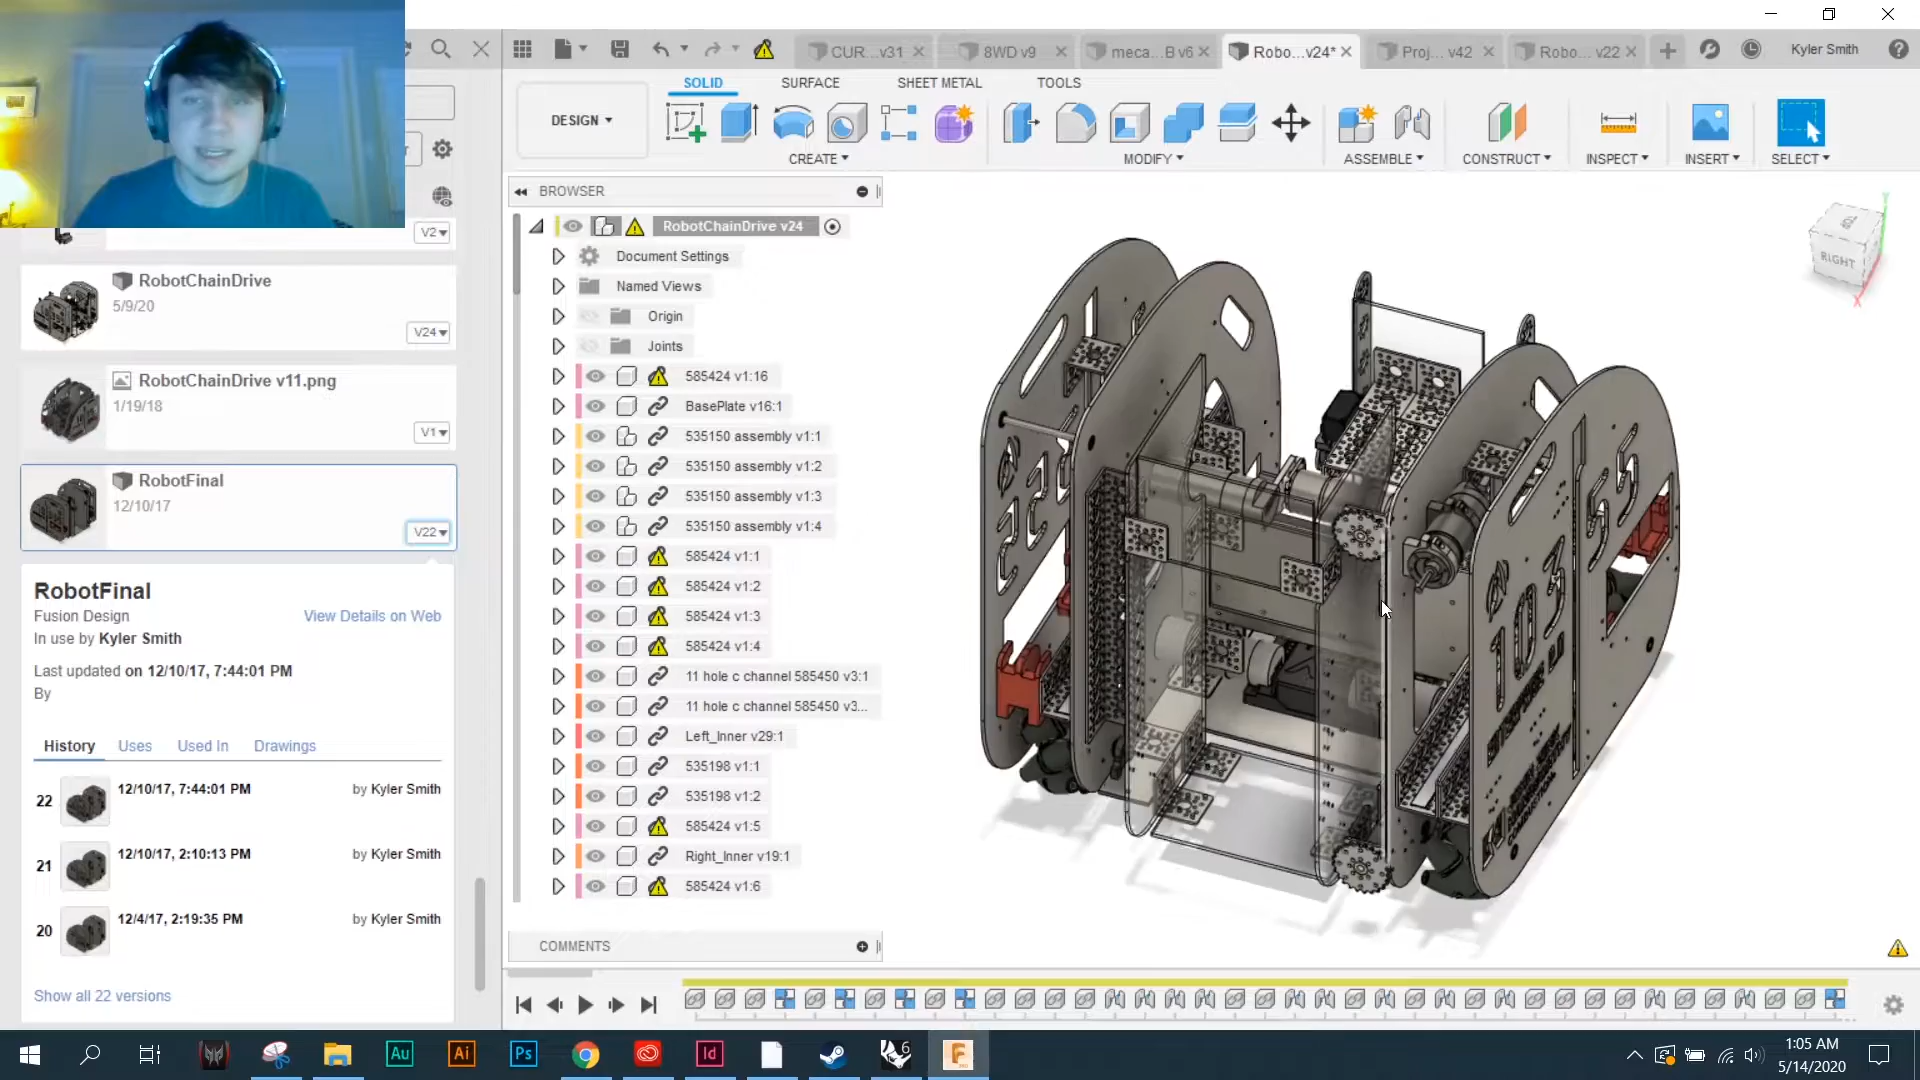 CUR...v31
8WD v9
meca...B v6
Robo...v24*
Proj... v42
Robo... v22
Kyler Smith
DESIGN
SOLID
SURFACE
SHEET METAL
TOOLS
CREATE
MODIFY
ASSEMBLE
CONSTRUCT
INSPECT
INSERT
SELECT
V2
RobotChainDrive
5/9/20
V24
RobotChainDrive v11.png
1/19/18
V1
RobotFinal
12/10/17
V22
RobotFinal
Fusion Design
View Details on Web
In use by Kyler Smith
Last updated on 12/10/17, 7:44:01 PM
By
History
Uses
Used In
Drawings
22
12/10/17, 7:44:01 PM
by Kyler Smith
21
12/10/17, 2:10:13 PM
by Kyler Smith
20
12/4/17, 2:19:35 PM
by Kyler Smith
Show all 22 versions
BROWSER
RobotChainDrive v24
Document Settings
Named Views
Origin
Joints
585424 v1:16
BasePlate v16:1
535150 assembly v1:1
535150 assembly v1:2
535150 assembly v1:3
535150 assembly v1:4
585424 v1:1
585424 v1:2
585424 v1:3
585424 v1:4
11 hole c channel 585450 v3:1
11 hole c channel 585450 v3...
Left_Inner v29:1
535198 v1:1
535198 v1:2
585424 v1:5
Right_Inner v19:1
585424 v1:6
COMMENTS
RIGHT
103
55
Au
Ai
Ps
Id
6
F
1:05 AM
5/14/2020